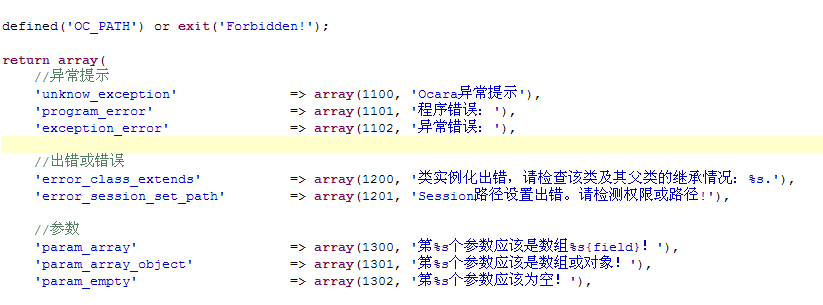 defined('OC_PATH') or exit('Forbidden!');
return array(
//异常提示
'unknow_exception' => array(1100, 'Ocara异常提示'),
'program_error' => array(1101, '程序错误：'),
'exception_error' => array(1102, '异常错误：'),
//出错或错误
'error_class_extends' => array(1200, '类实例化出错，请检查该类及其父类的继承情况：%s.'),
'error_session_set_path' => array(1201, 'Session路径设置出错。请检测权限或路径!'),
//参数
'param_array' => array(1300, '第%s个参数应该是数组%s{field}！'),
'param_array_object' => array(1301, '第%s个参数应该是数组或对象！'),
'param_empty' => array(1302, '第%s个参数应该为空！'),